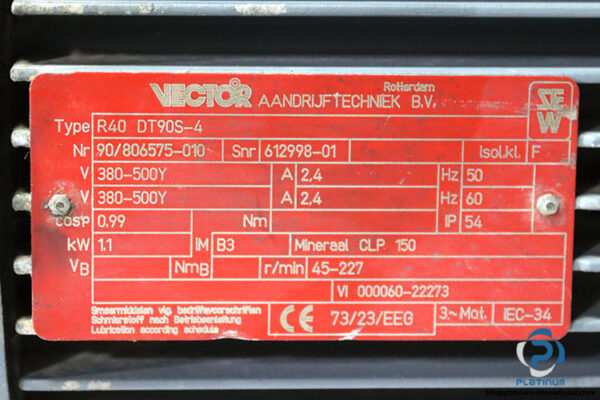 VECTOR AANDRIJFTECHNIEK B.V. Rotterdam
SEW
Type R40 DT90S-4
Nr 90/806575-010 Snr 612998-01 Isol.kl. F
V 380-500Y A 2,4 Hz 50
V 380-500Y A 2,4 Hz 60
cosφ 0.99 Nm IP 54
kW 1.1 IM B3 Mineraal CLP 150
VB NmB r/min 45-227
VI 000060-22273
Smeermiddelen vlg. bedrijfsvoorschriften
Schmierstoff nach Betriebsanleitung
Lubrication according schedule
CE 73/23/EEG 3~Mot. IEC-34
PLATINUM